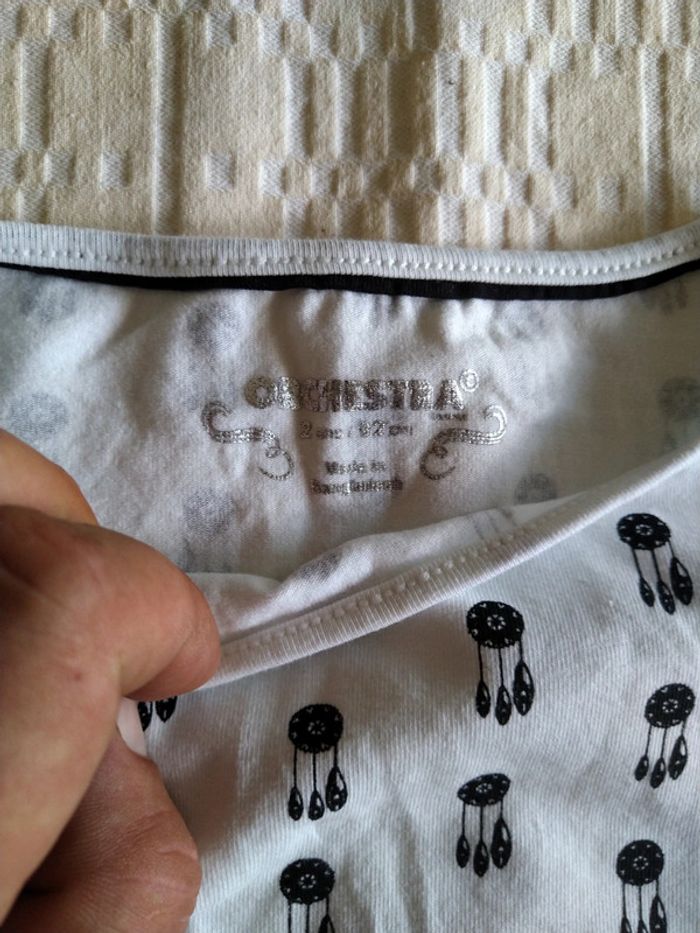 ORCHESTRA®
2 ans / 92 cm
Made in
Bangladesh